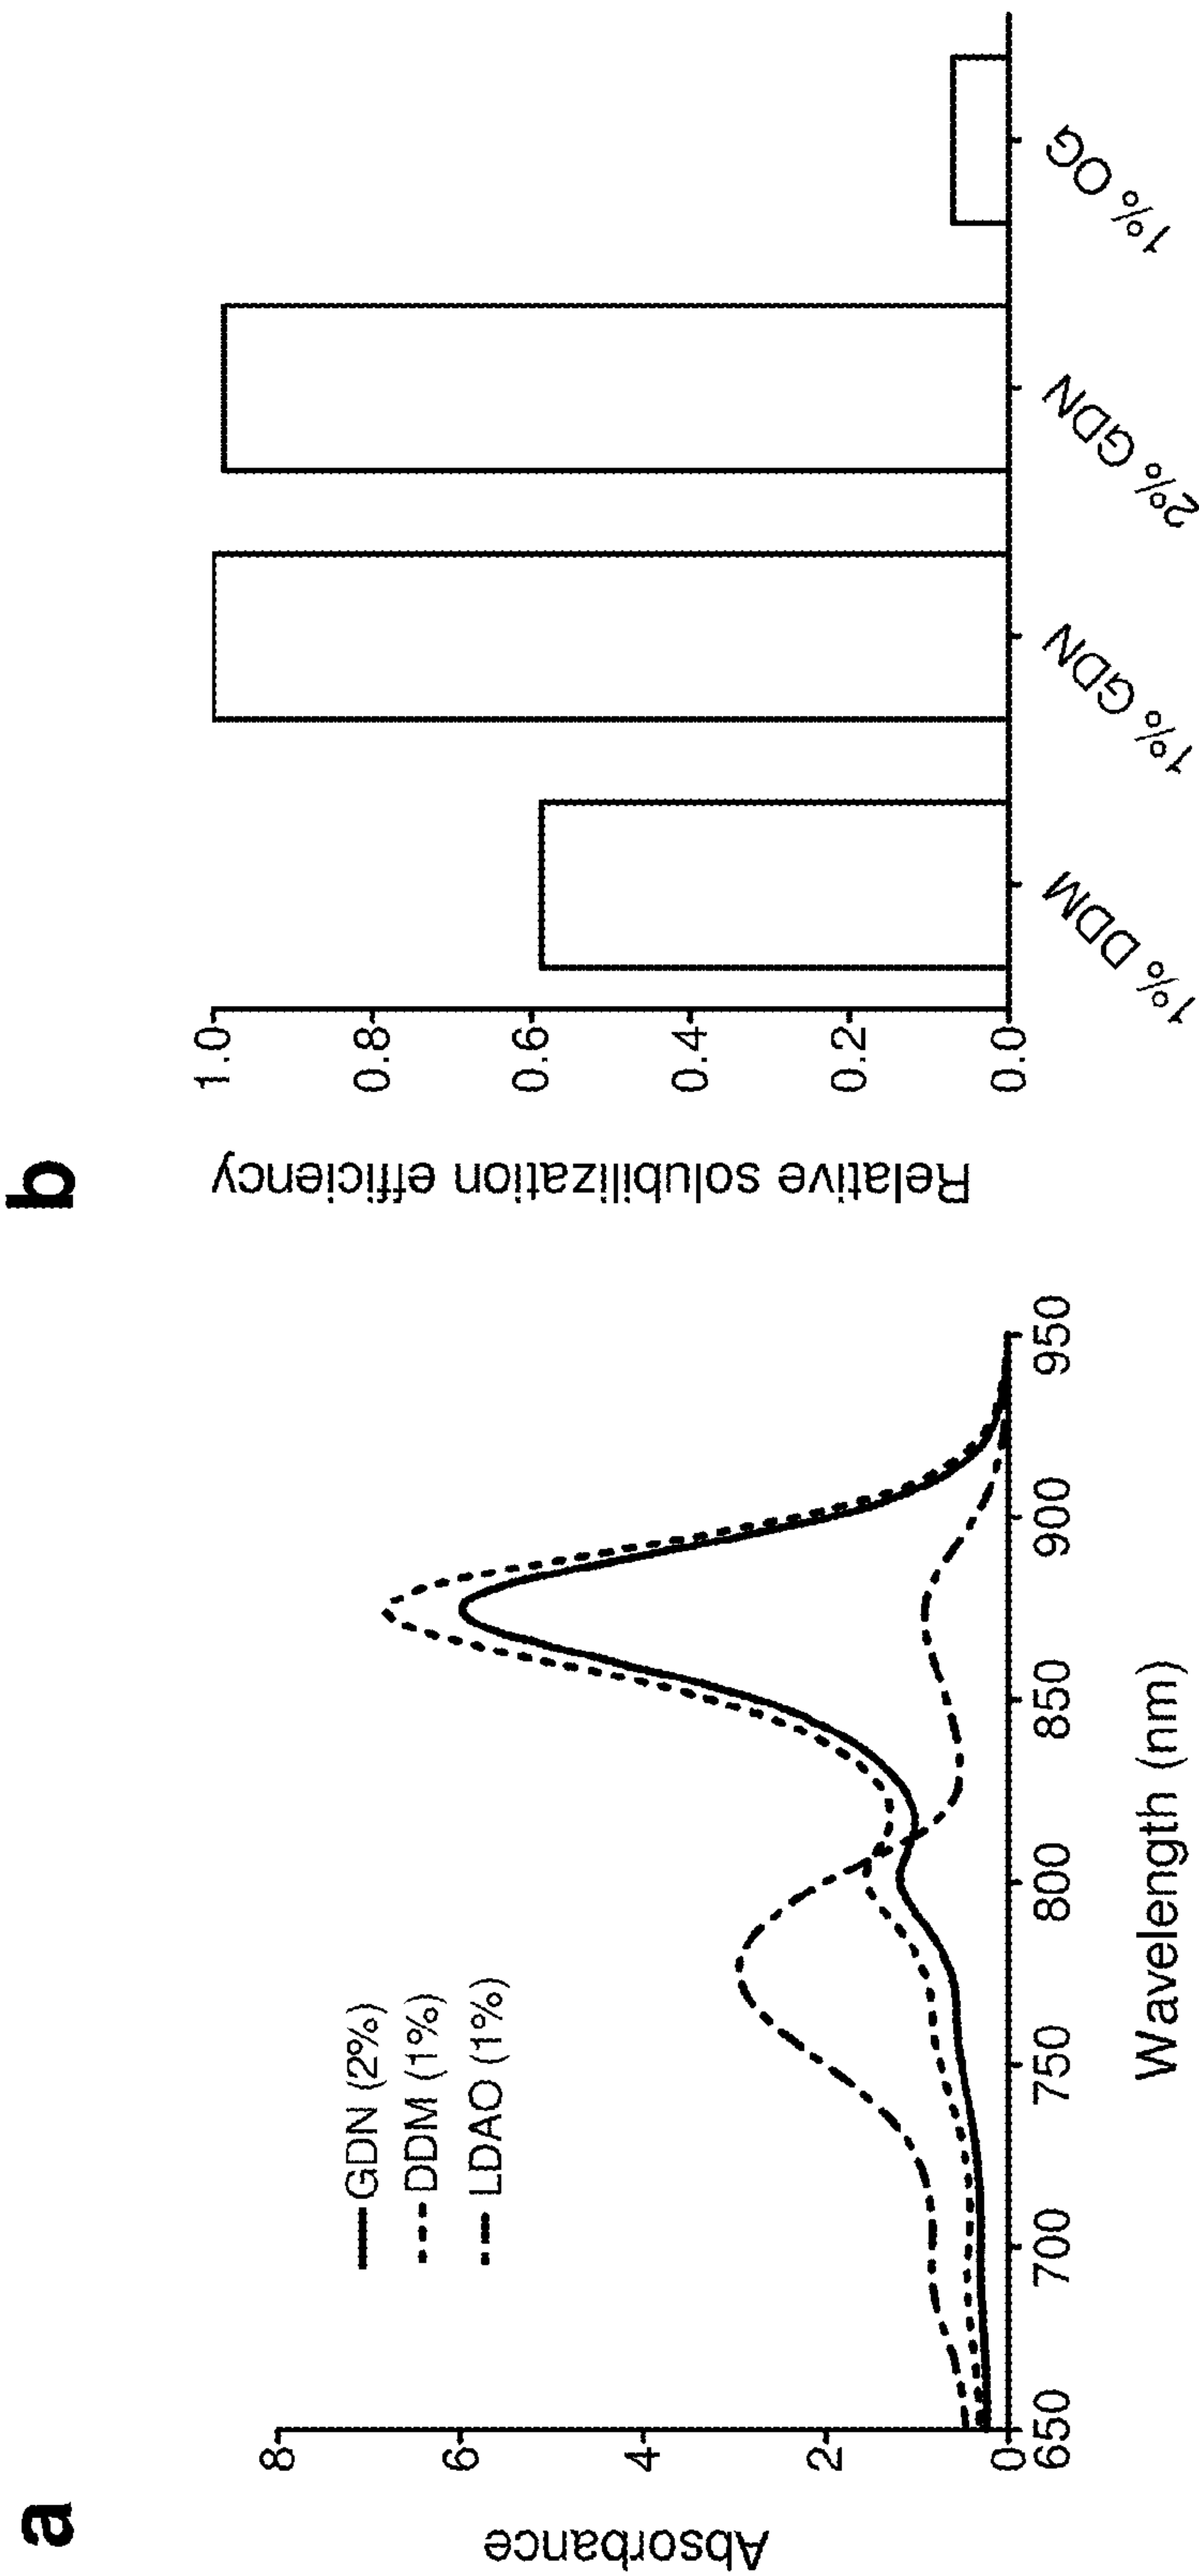 a
Absorbance
8
6
4
2
0
GDN (2%)
DDM (1%)
LDAO (1%)
650 700 750 800 850 900 950
Wavelength (nm)
b
Relative solubilization efficiency
1.0
0.8
0.6
0.4
0.2
0.0
1% DDM
1% GDN
2% GDN
1% OG